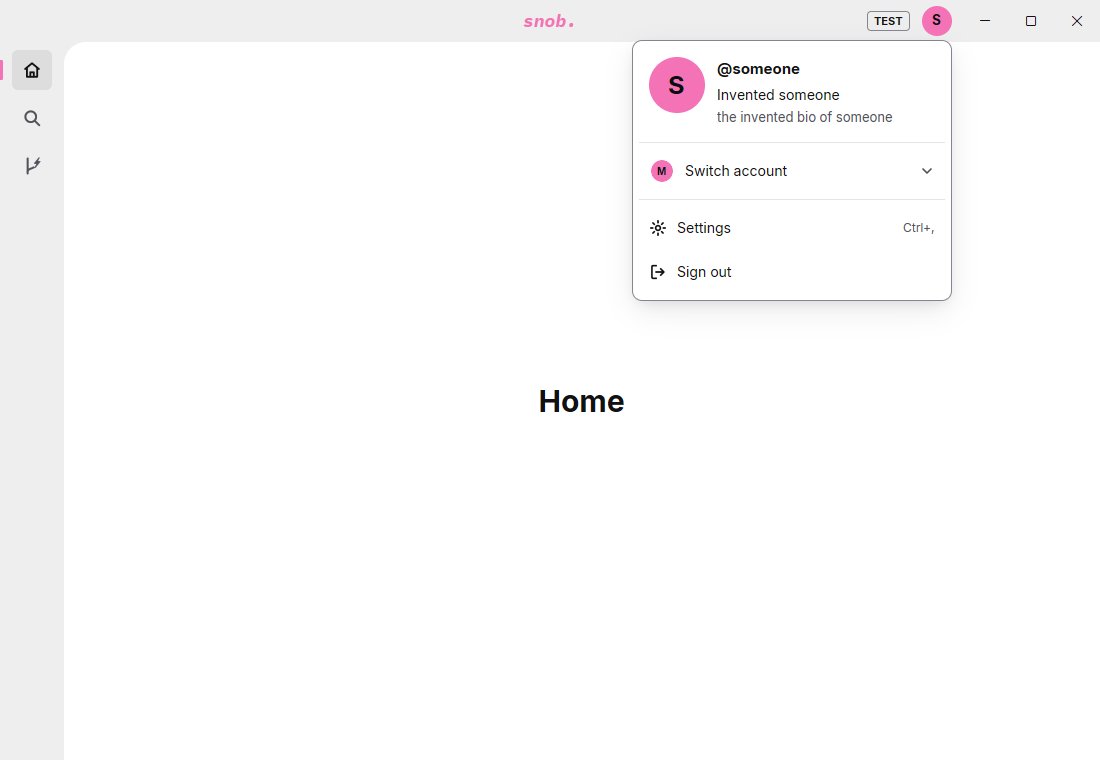 snob.
TEST
S
S
@someone
Invented someone
the invented bio of someone
M
Switch account
Settings
Ctrl+,
Sign out
Home